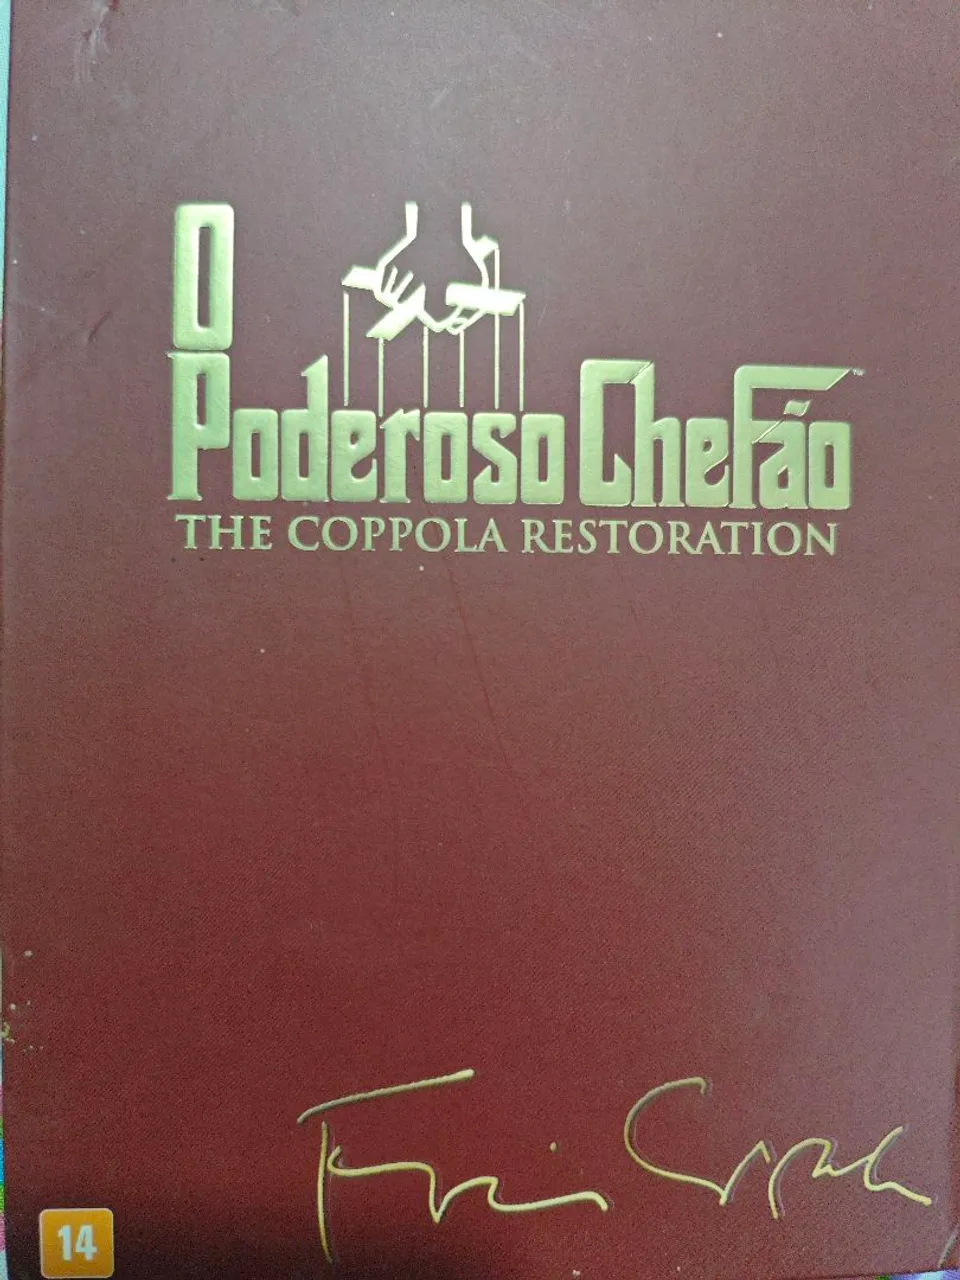 O
Poderoso Chefão
THE COPPOLA RESTORATION
14